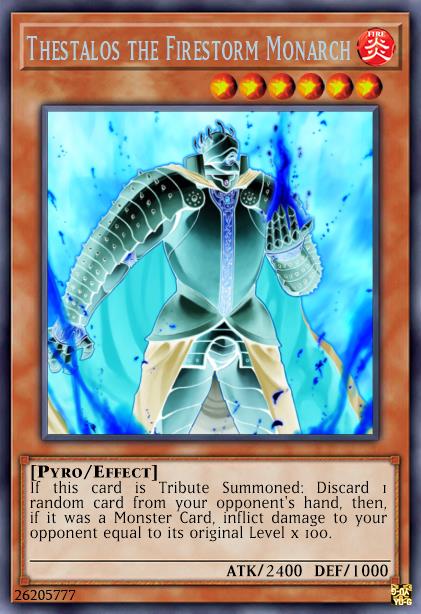 Thestalos the Firestorm Monarch
FIRE
炎
[Pyro/Effect]
If this card is Tribute Summoned: Discard 1
random card from your opponent's hand, then,
if it was a Monster Card, inflict damage to your
opponent equal to its original Level x 100.
ATK/2400 DEF/1000
26205777